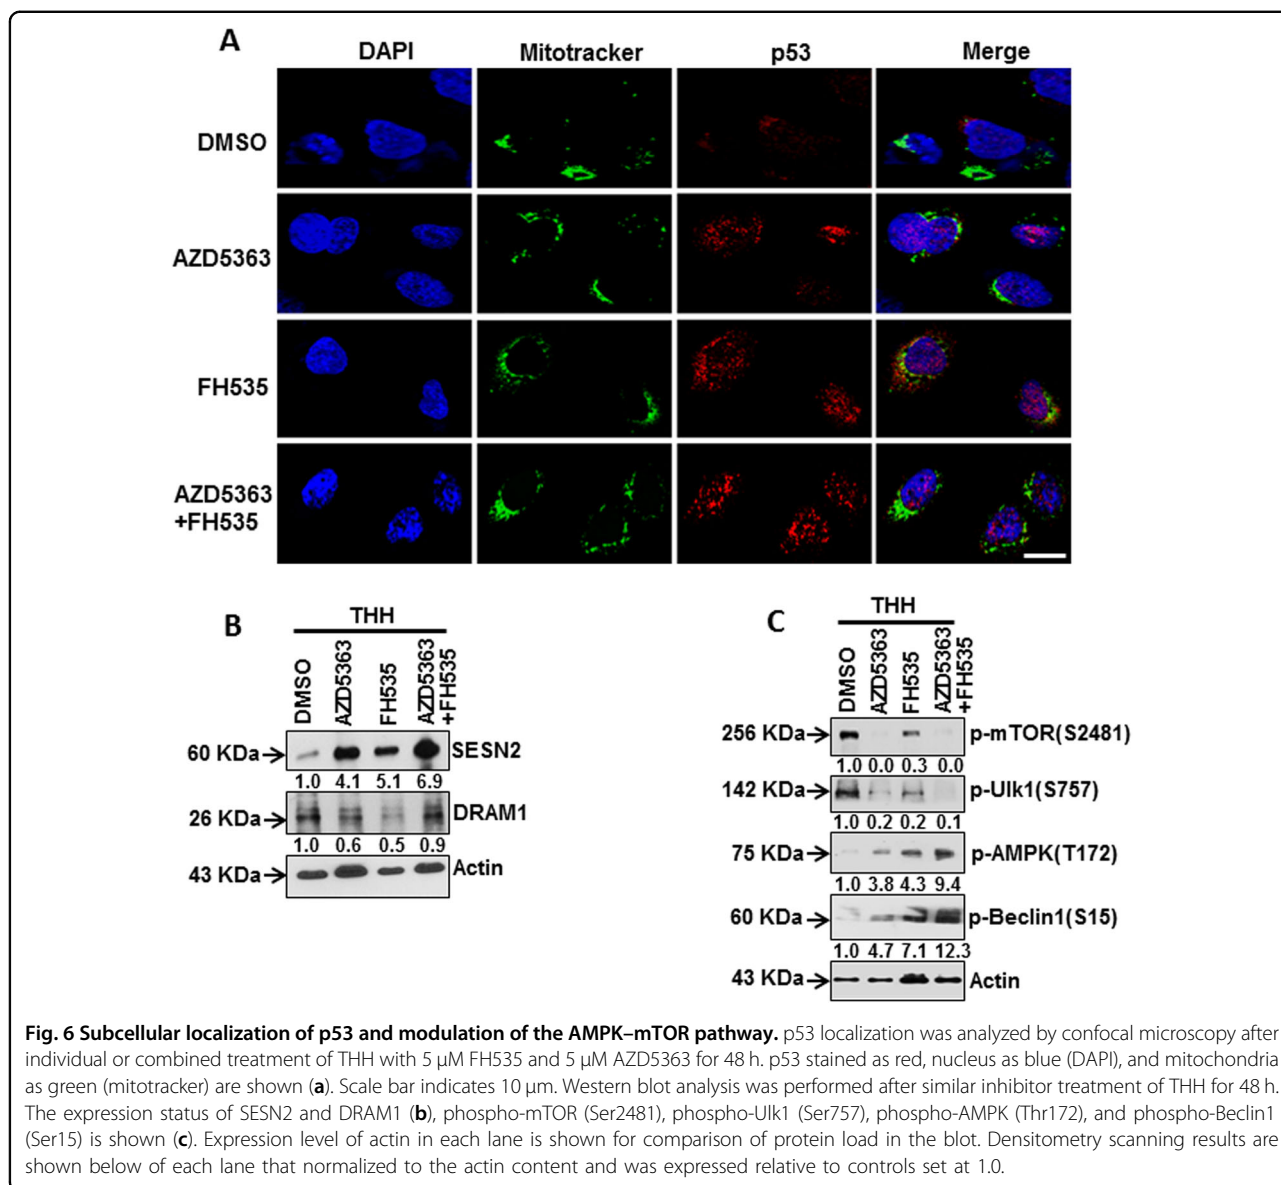 A
DAPI Mitotracker p53 Merge
DMSO
AZD5363
FH535
AZD5363
+FH535
B
THH
DMSO
AZD5363
FH535
AZD5363
+FH535
60 KDa→ SESN2
1.0 4.1 5.1 6.9
26 KDa→ DRAM1
1.0 0.6 0.5 0.9
43 KDa→ Actin
C
THH
DMSO
AZD5363
FH535
AZD5363
+FH535
256 KDa→ p-mTOR(S2481)
1.0 0.0 0.3 0.0
142 KDa→ p-Ulk1(S757)
1.0 0.2 0.2 0.1
75 KDa→ p-AMPK(T172)
1.0 3.8 4.3 9.4
60 KDa→ p-Beclin1(S15)
1.0 4.7 7.1 12.3
43 KDa→ Actin
Fig. 6 Subcellular localization of p53 and modulation of the AMPK–mTOR pathway. p53 localization was analyzed by confocal microscopy after
individual or combined treatment of THH with 5 µM FH535 and 5 µM AZD5363 for 48 h. p53 stained as red, nucleus as blue (DAPI), and mitochondria
as green (mitotracker) are shown (a). Scale bar indicates 10 µm. Western blot analysis was performed after similar inhibitor treatment of THH for 48 h.
The expression status of SESN2 and DRAM1 (b), phospho-mTOR (Ser2481), phospho-Ulk1 (Ser757), phospho-AMPK (Thr172), and phospho-Beclin1
(Ser15) is shown (c). Expression level of actin in each lane is shown for comparison of protein load in the blot. Densitometry scanning results are
shown below of each lane that normalized to the actin content and was expressed relative to controls set at 1.0.